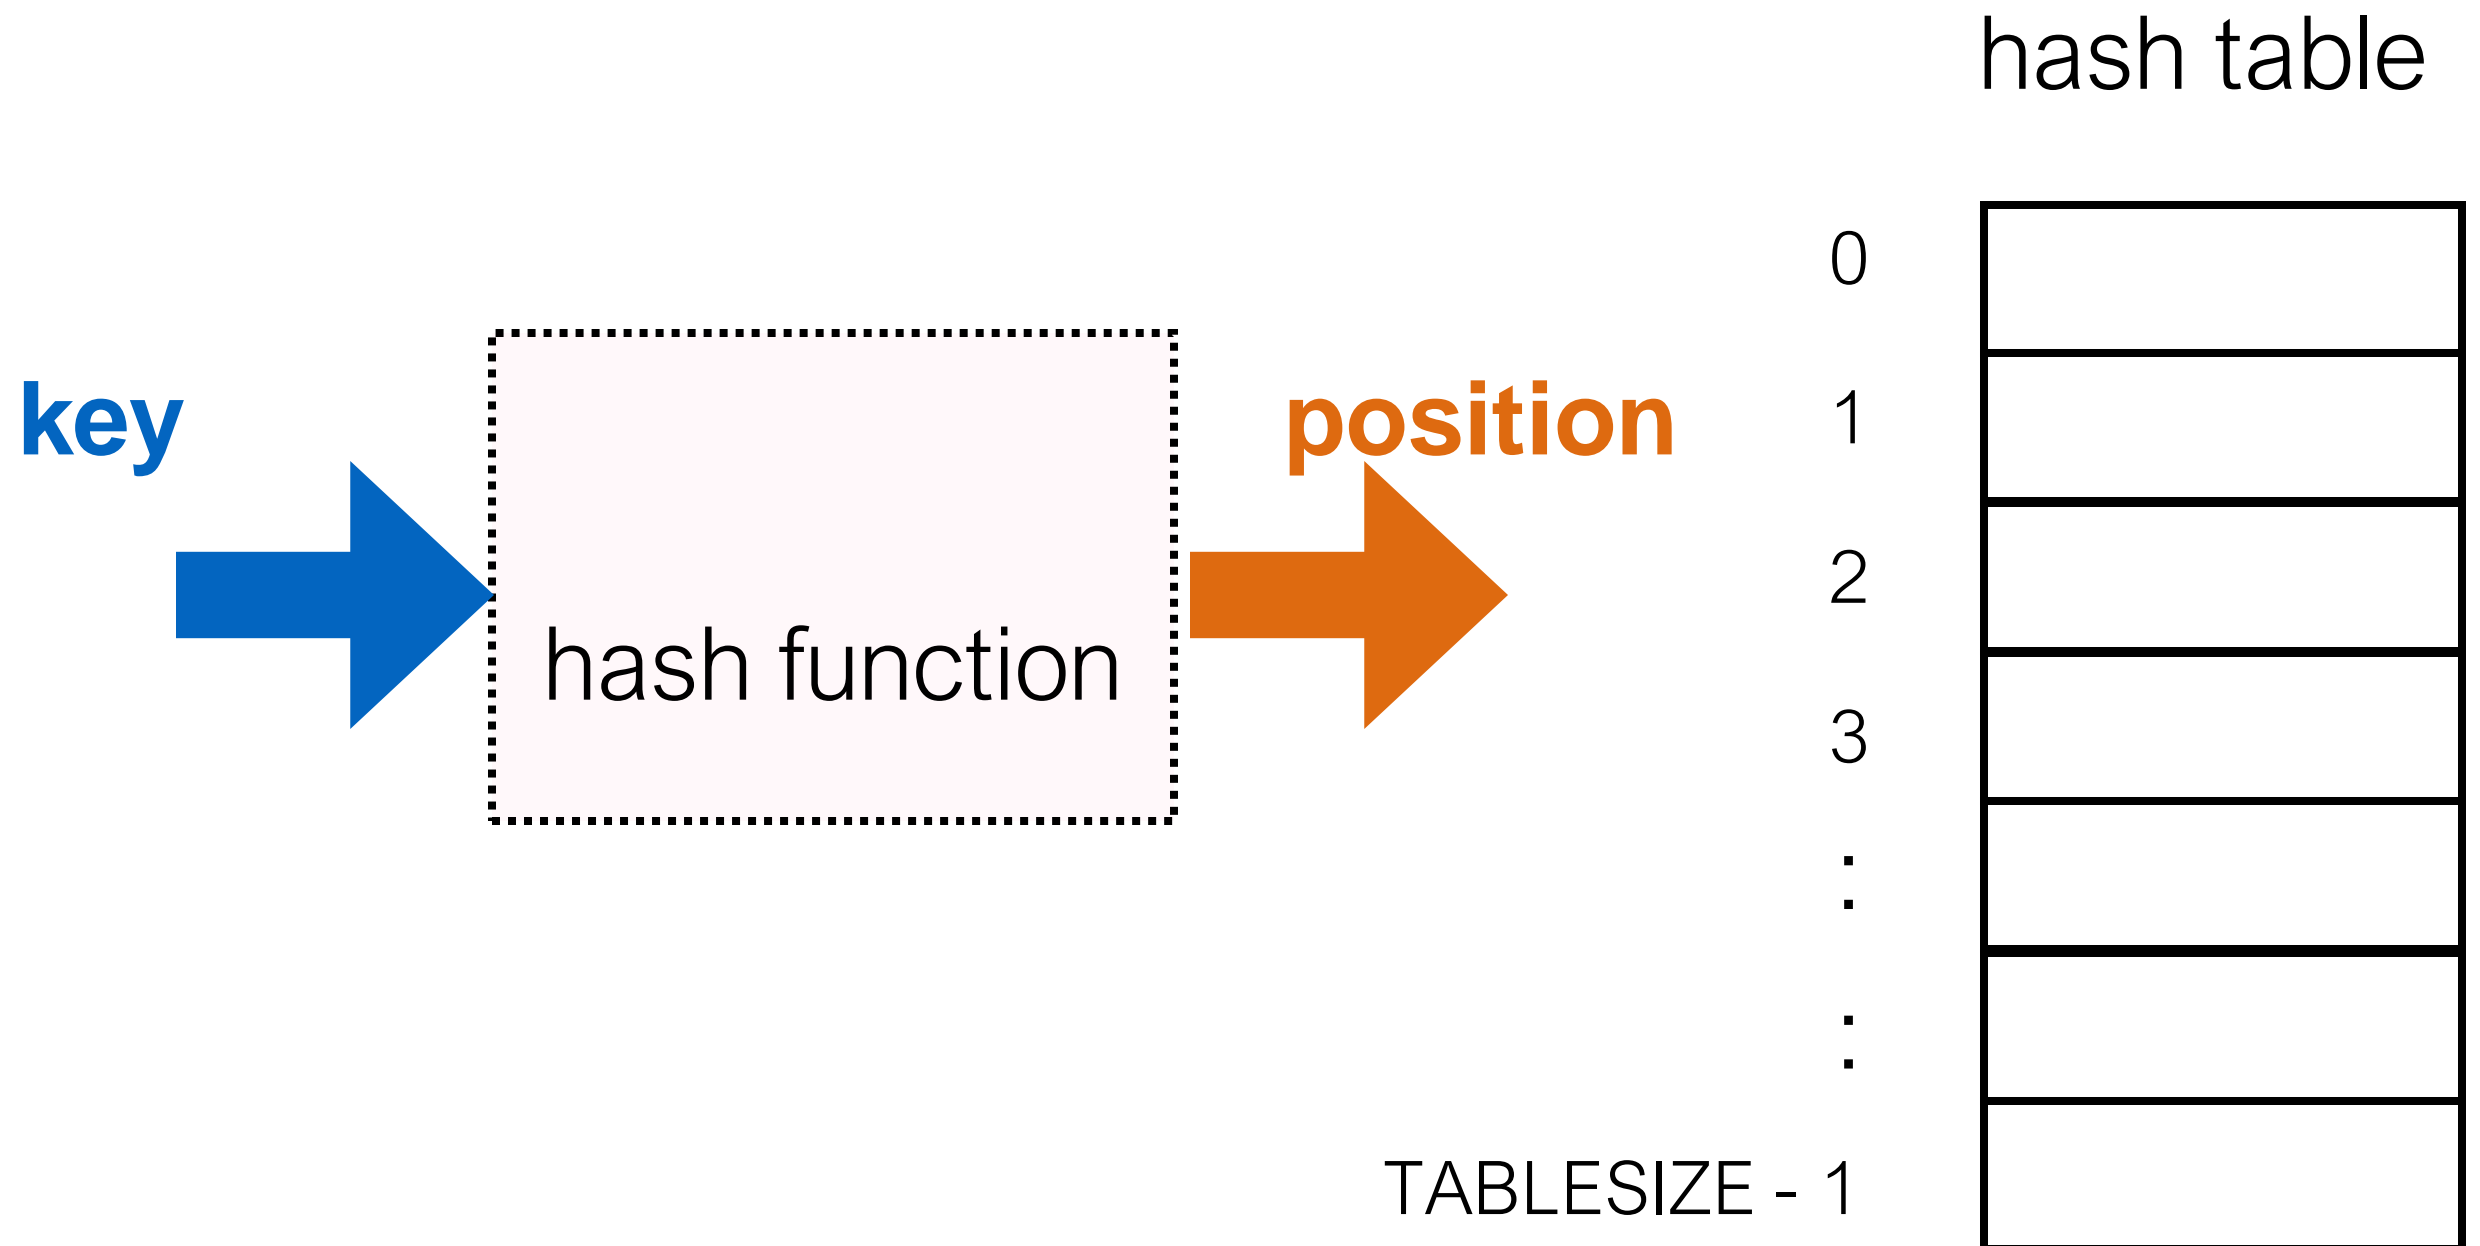 hash table
key
hash function
position
0
1
2
3
:
:
TABLESIZE - 1